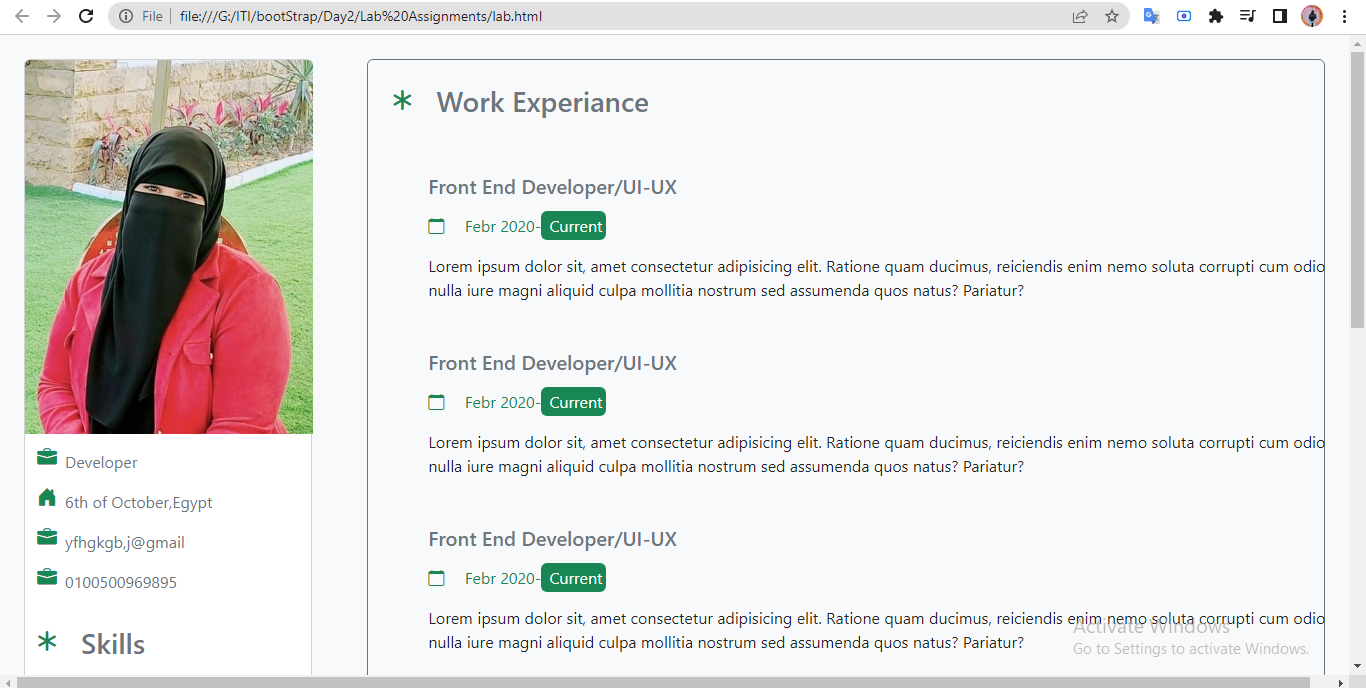 File
file:///G:/ITI/bootStrap/Day2/Lab%20Assignments/lab.html
Developer
6th of October,Egypt
yfhgkgb,j@gmail
0100500969895
Skills
Work Experiance
Front End Developer/UI-UX
Febr 2020- Current
Lorem ipsum dolor sit, amet consectetur adipisicing elit. Ratione quam ducimus, reiciendis enim nemo soluta corrupti cum odio
nulla iure magni aliquid culpa mollitia nostrum sed assumenda quos natus? Pariatur?
Front End Developer/UI-UX
Febr 2020- Current
Lorem ipsum dolor sit, amet consectetur adipisicing elit. Ratione quam ducimus, reiciendis enim nemo soluta corrupti cum odio
nulla iure magni aliquid culpa mollitia nostrum sed assumenda quos natus? Pariatur?
Front End Developer/UI-UX
Febr 2020- Current
Lorem ipsum dolor sit, amet consectetur adipisicing elit. Ratione quam ducimus, reiciendis enim nemo soluta corrupti cum odio
nulla iure magni aliquid culpa mollitia nostrum sed assumenda quos natus? Pariatur?
Activate Windows
Go to Settings to activate Windows.